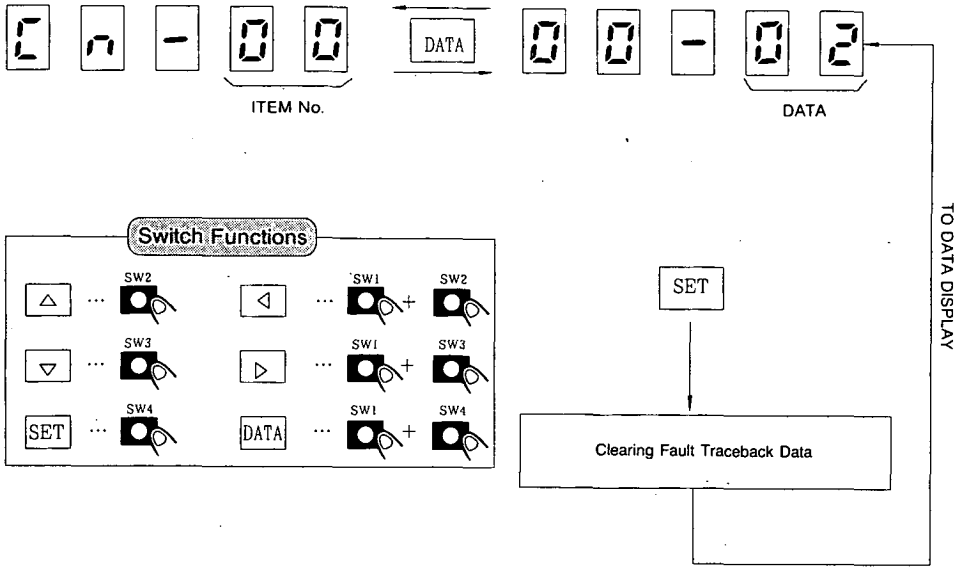 Cn-00 DATA 00-02
ITEM No. DATA
Switch Functions
SW2 SW1 SW2
... ... +
SW3 SW1 SW3
... ... +
SW4 SW1 SW4
SET ... DATA ... +
SET
Clearing Fault Traceback Data
TO DATA DISPLAY